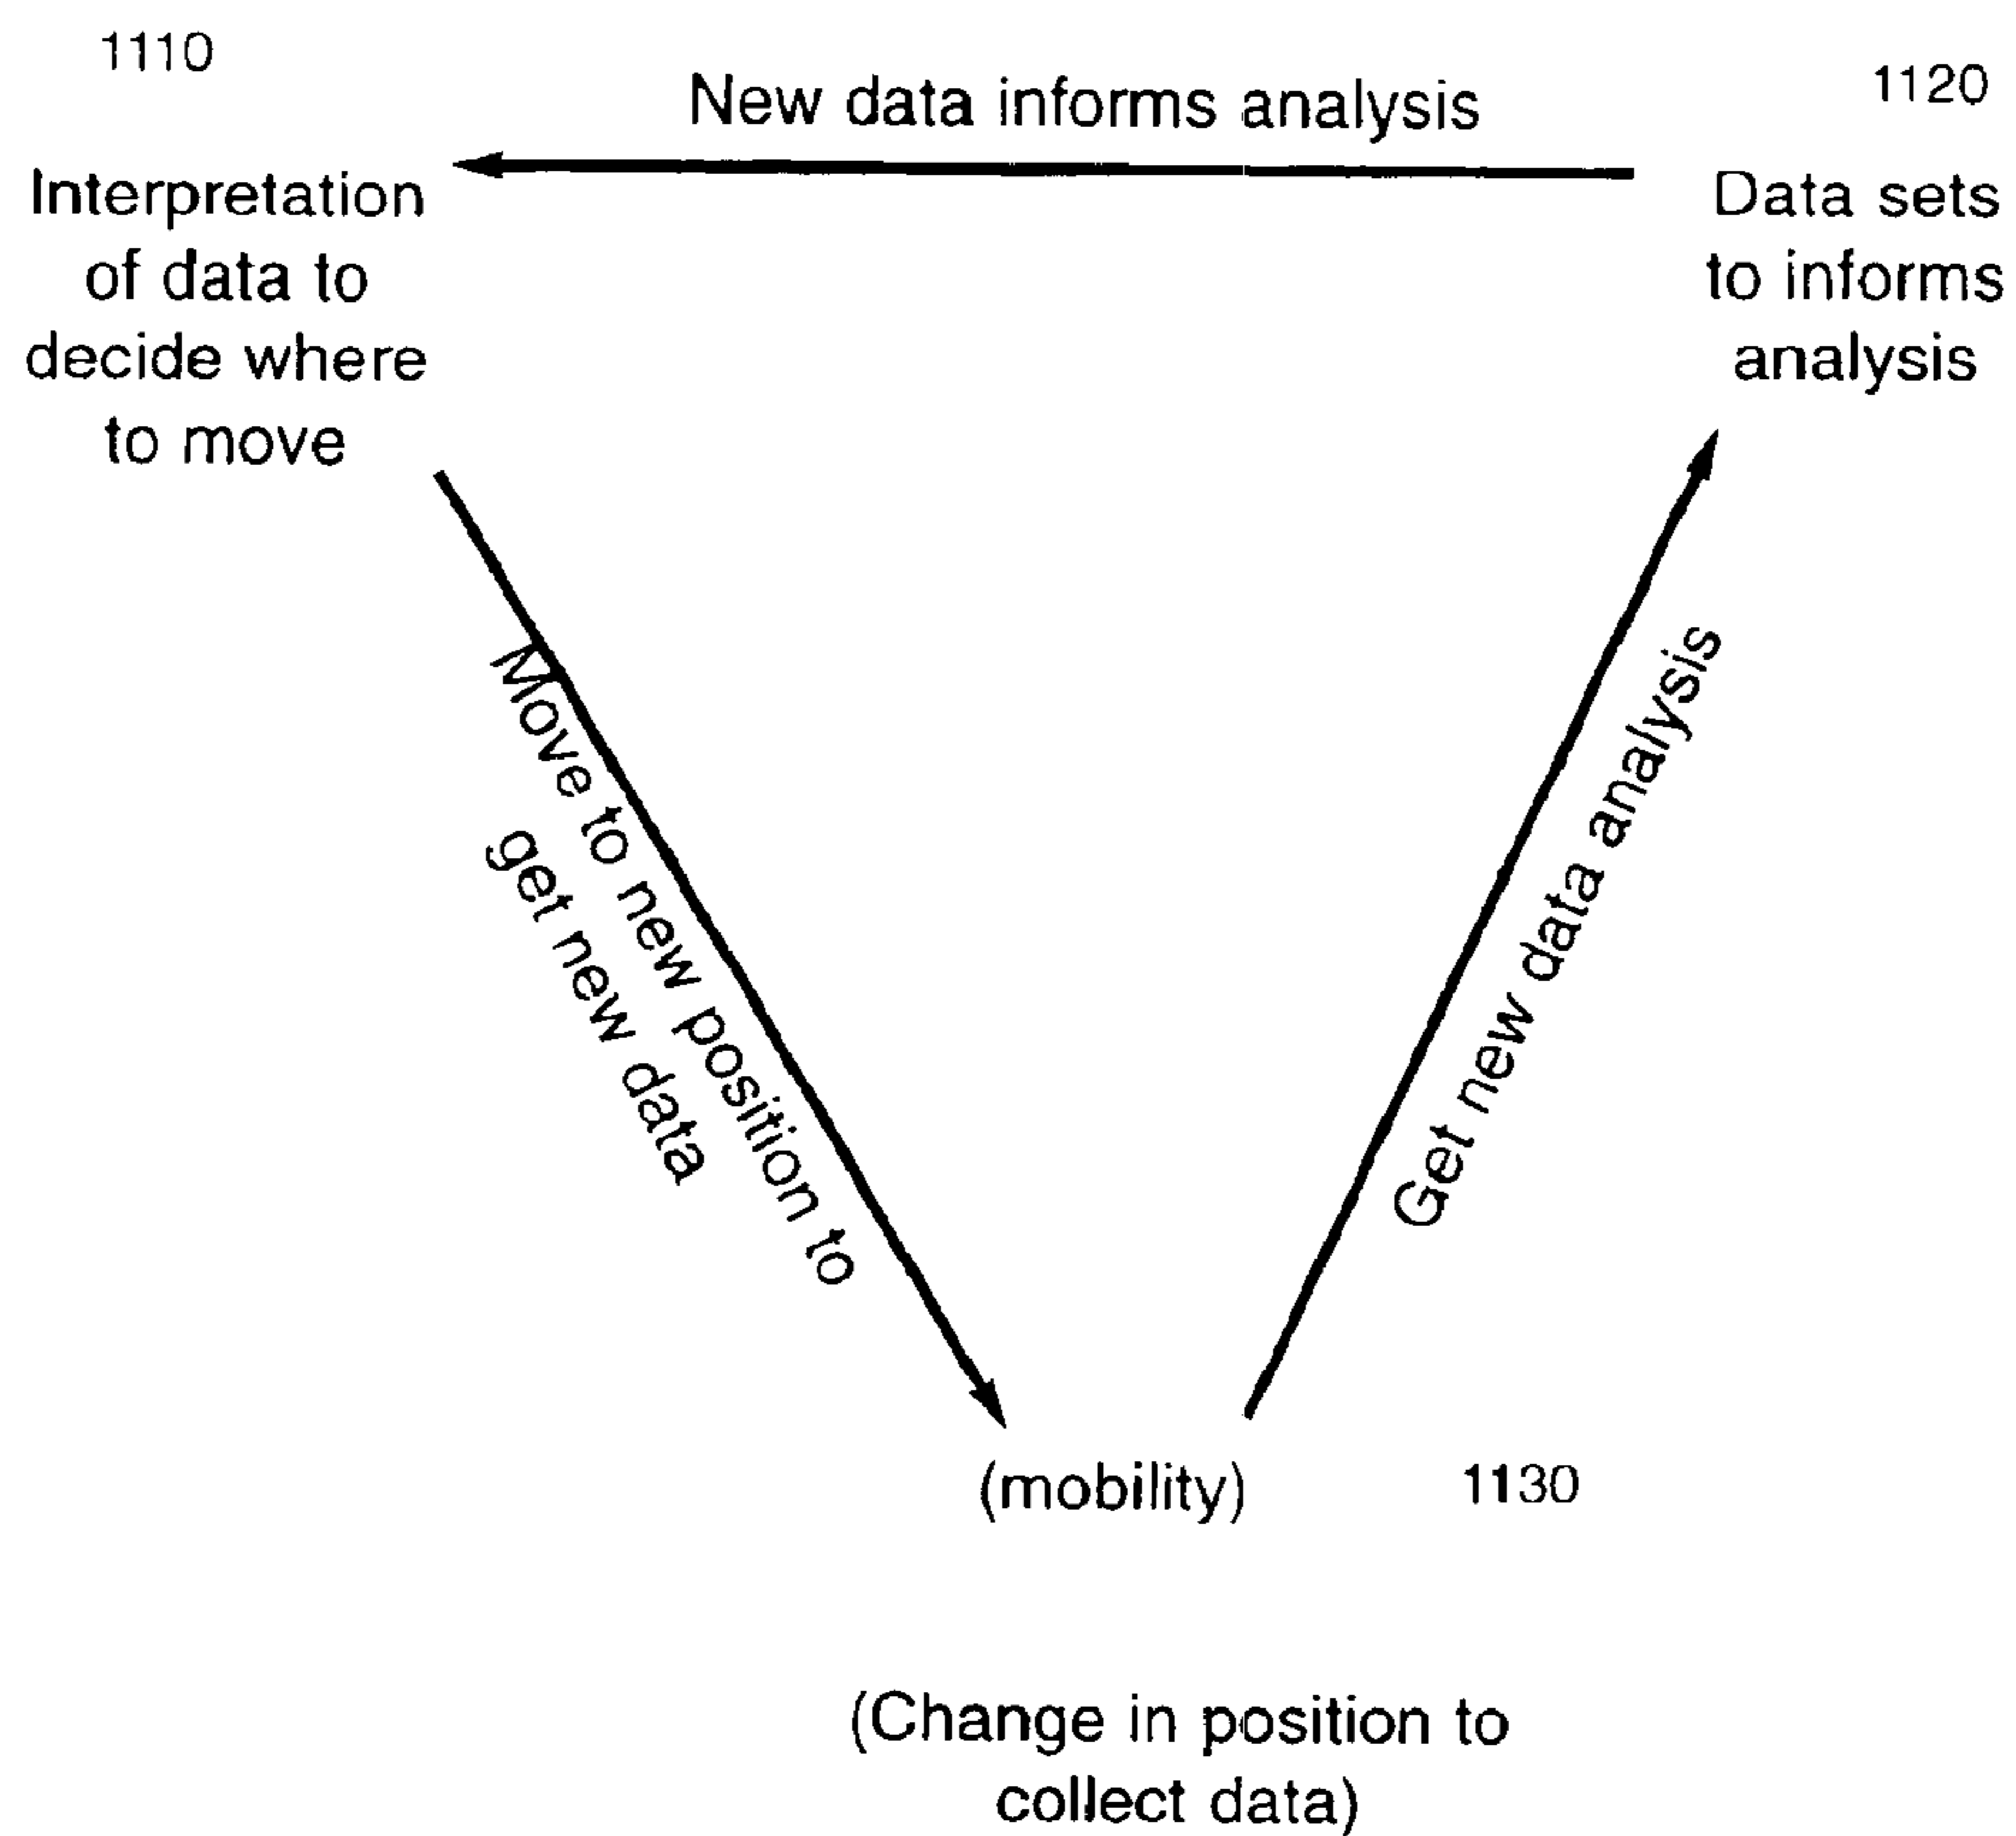 1110
New data informs analysis
1120
Interpretation
of data to
decide where
to move
Data sets
to informs
analysis
Move to new position to
get new data
Get new data analysis
(mobility)
1130
(Change in position to
collect data)